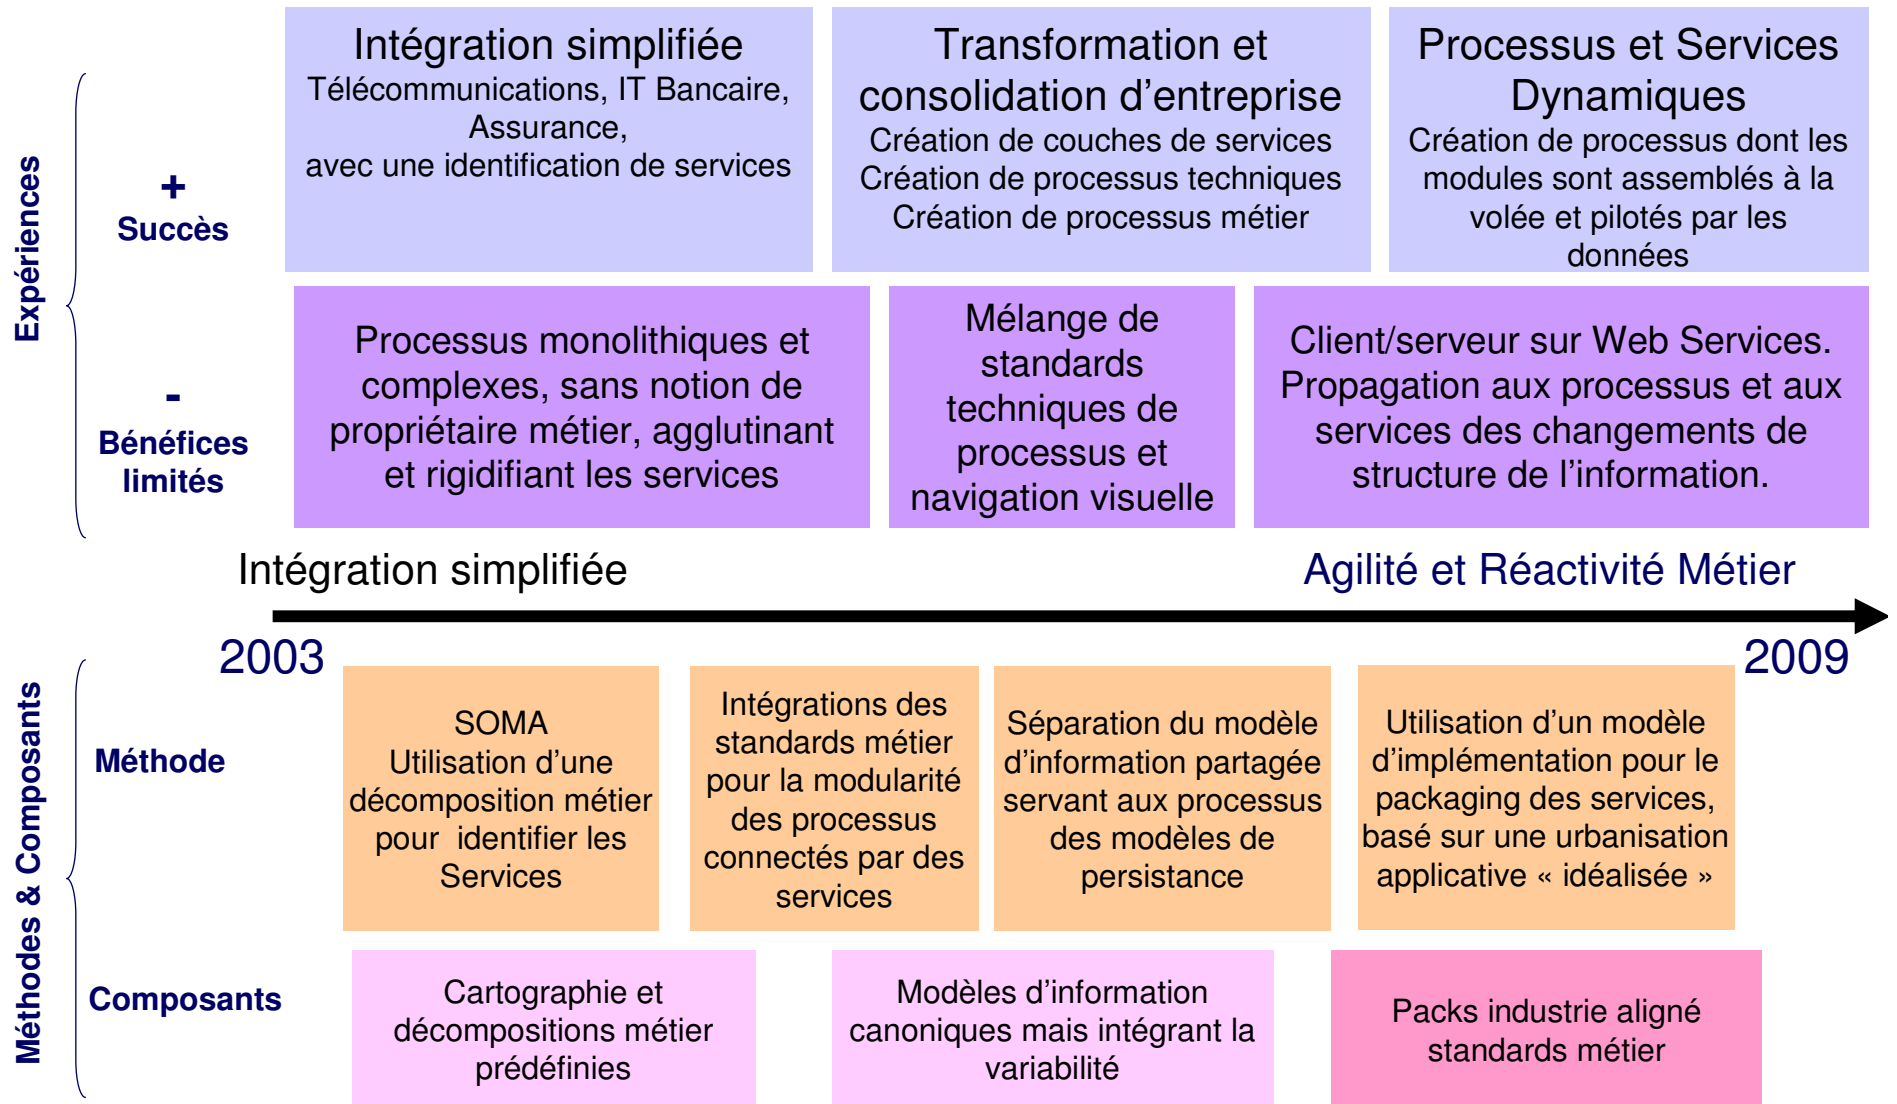 Expériences
+
Succès
Intégration simplifiée
Télécommunications, IT Bancaire,
Assurance,
avec une identification de services
Transformation et
consolidation d’entreprise
Création de couches de services
Création de processus techniques
Création de processus métier
Processus et Services
Dynamiques
Création de processus dont les
modules sont assemblés à la
volée et pilotés par les
données
-
Bénéfices
limités
Processus monolithiques et
complexes, sans notion de
propriétaire métier, agglutinant
et rigidifiant les services
Mélange de
standards
techniques de
processus et
navigation visuelle
Client/serveur sur Web Services.
Propagation aux processus et aux
services des changements de
structure de l’information.
Intégration simplifiée
Agilité et Réactivité Métier
2003
2009
Méthodes & Composants
Méthode
SOMA
Utilisation d’une
décomposition métier
pour identifier les
Services
Intégrations des
standards métier
pour la modularité
des processus
connectés par des
services
Séparation du modèle
d’information partagée
servant aux processus
des modèles de
persistance
Utilisation d’un modèle
d’implémentation pour le
packaging des services,
basé sur une urbanisation
applicative « idéalisée »
Composants
Cartographie et
décompositions métier
prédéfinies
Modèles d’information
canoniques mais intégrant la
variabilité
Packs industrie aligné
standards métier